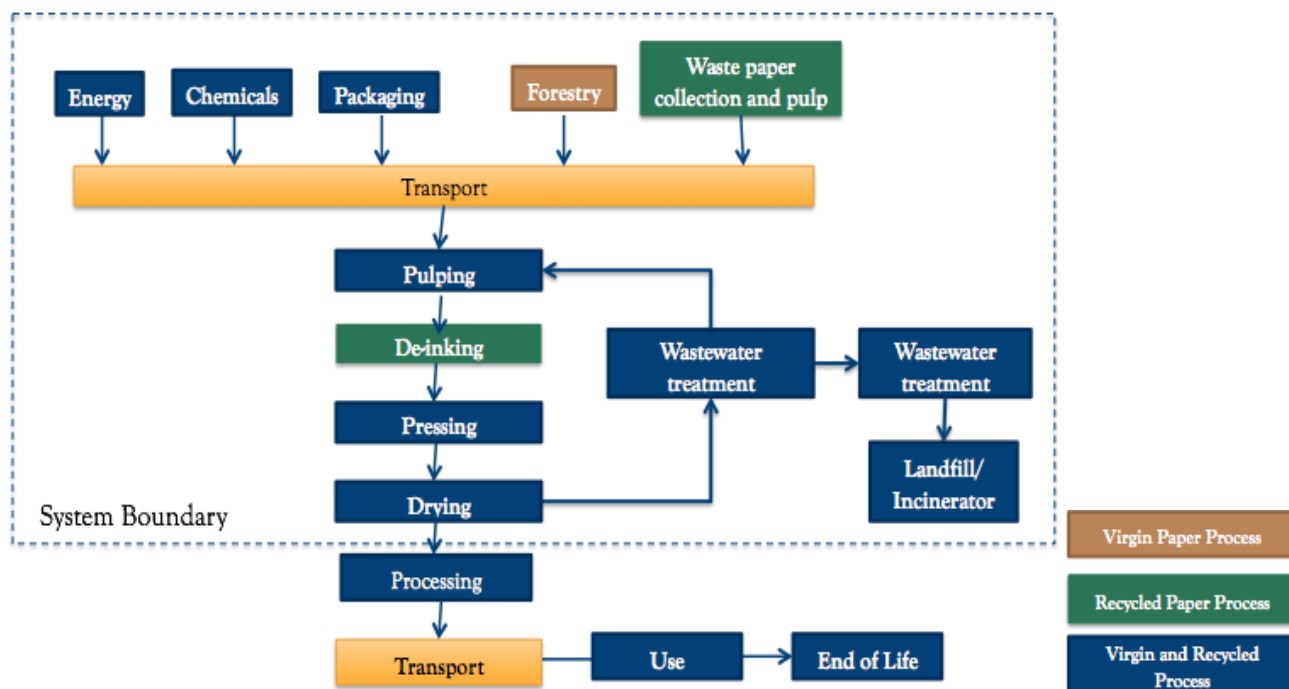 Energy
Chemicals
Packaging
Forestry
Waste paper
collection and pulp
Transport
Pulping
De-inking
Wastewater
treatment
Wastewater
treatment
Pressing
Landfill/
Incinerator
Drying
System Boundary
Virgin Paper Process
Processing
Recycled Paper Process
Transport
Use
End of Life
Virgin and Recycled
Process